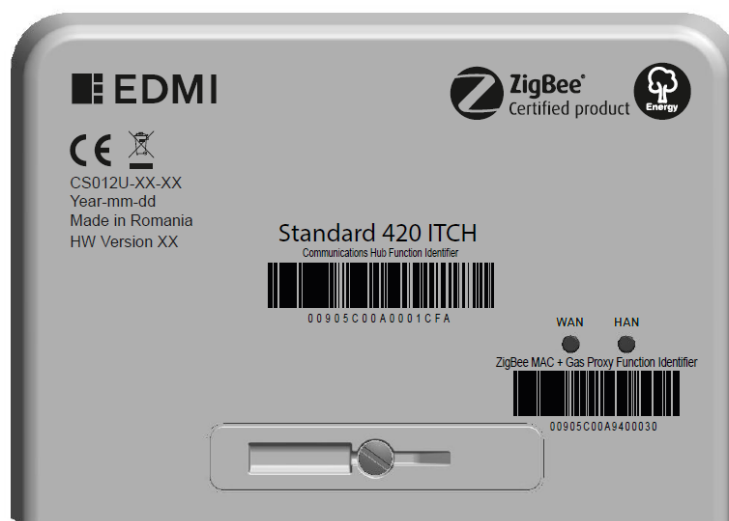 EDMI
ZigBee®
Certified product
Energy
CE
CS012U-XX-XX
Year-mm-dd
Made in Romania
HW Version XX
Standard 420 ITCH
Communications Hub Function Identifier
00905C00A0001CFA
WAN HAN
ZigBee MAC + Gas Proxy Function Identifier
00905C00A9400030